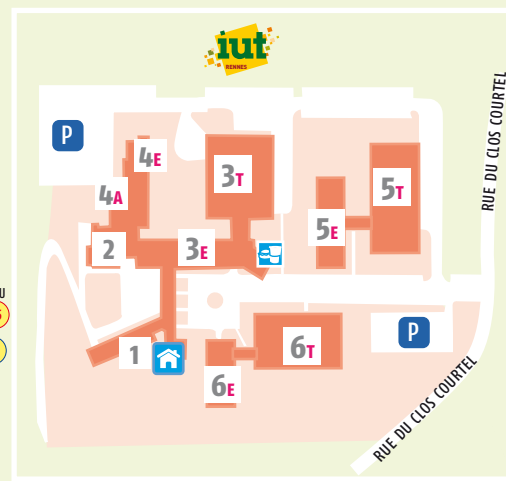 iut
RENNES
P
4E
3T
5T
4A
5E
2
3E
U
S
1
6T
P
6E
RUE DU CLOS COURTEL
RUE DU CLOS COURTEL